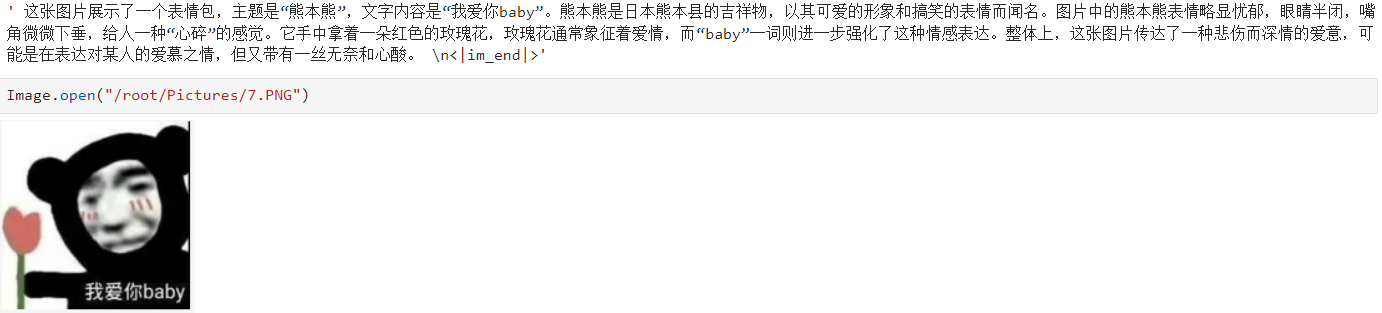 ' 这张图片展示了一个表情包，主题是“熊本熊”，文字内容是“我爱你baby”。熊本熊是日本熊本县的吉祥物，以其可爱的形象和搞笑的表情而闻名。图片中的熊本熊表情略显忧郁，眼睛半闭，嘴
角微微下垂，给人一种“心碎”的感觉。它手中拿着一朵红色的玫瑰花，玫瑰花通常象征着爱情，而“baby”一词则进一步强化了这种情感表达。整体上，这张图片传达了一种悲伤而深情的爱意，可
能是在表达对某人的爱慕之情，但又带有一丝无奈和心酸。 \n<|im_end|>'
Image.open("/root/Pictures/7.PNG")
我爱你baby